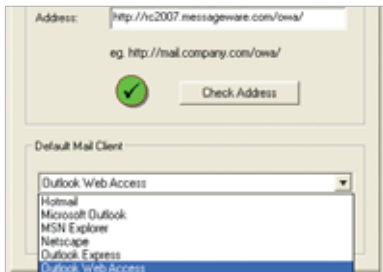 Address: http://rc2007.messageware.com/owa/
eg. http://mail.company.com/owa/
Check Address
Default Mail Client
Outlook Web Access
Hotmail
Microsoft Outlook
MSN Explorer
Netscape
Outlook Express
Outlook Web Access